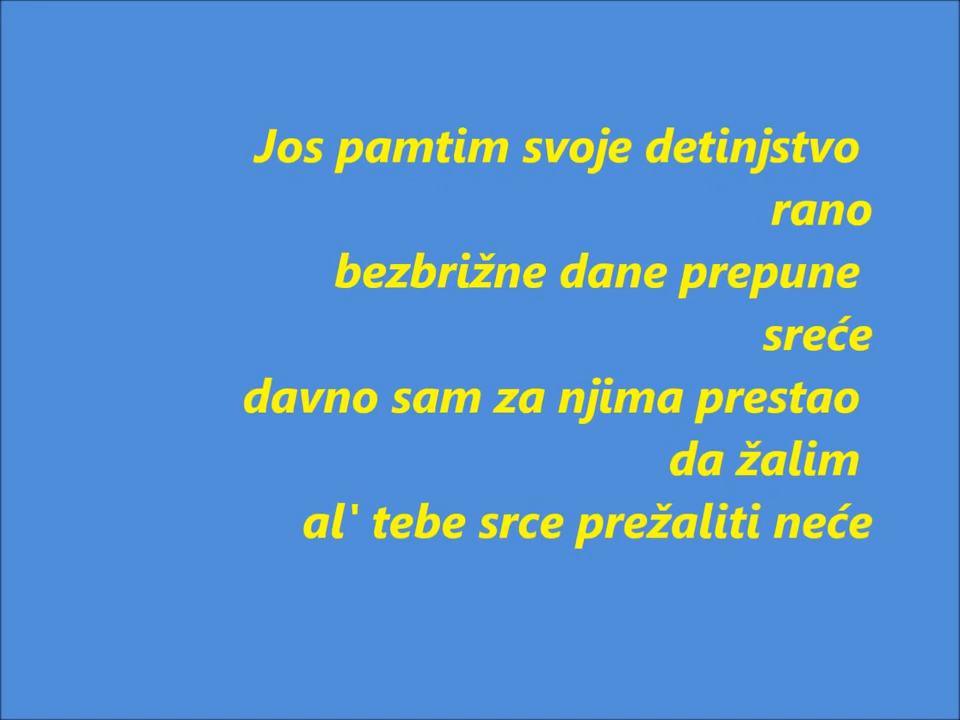 Jos pamtim svoje detinjstvo
rano
bezbrižne dane prepune
sreće
davno sam za njima prestao
da žalim
al' tebe srce prežaliti neće